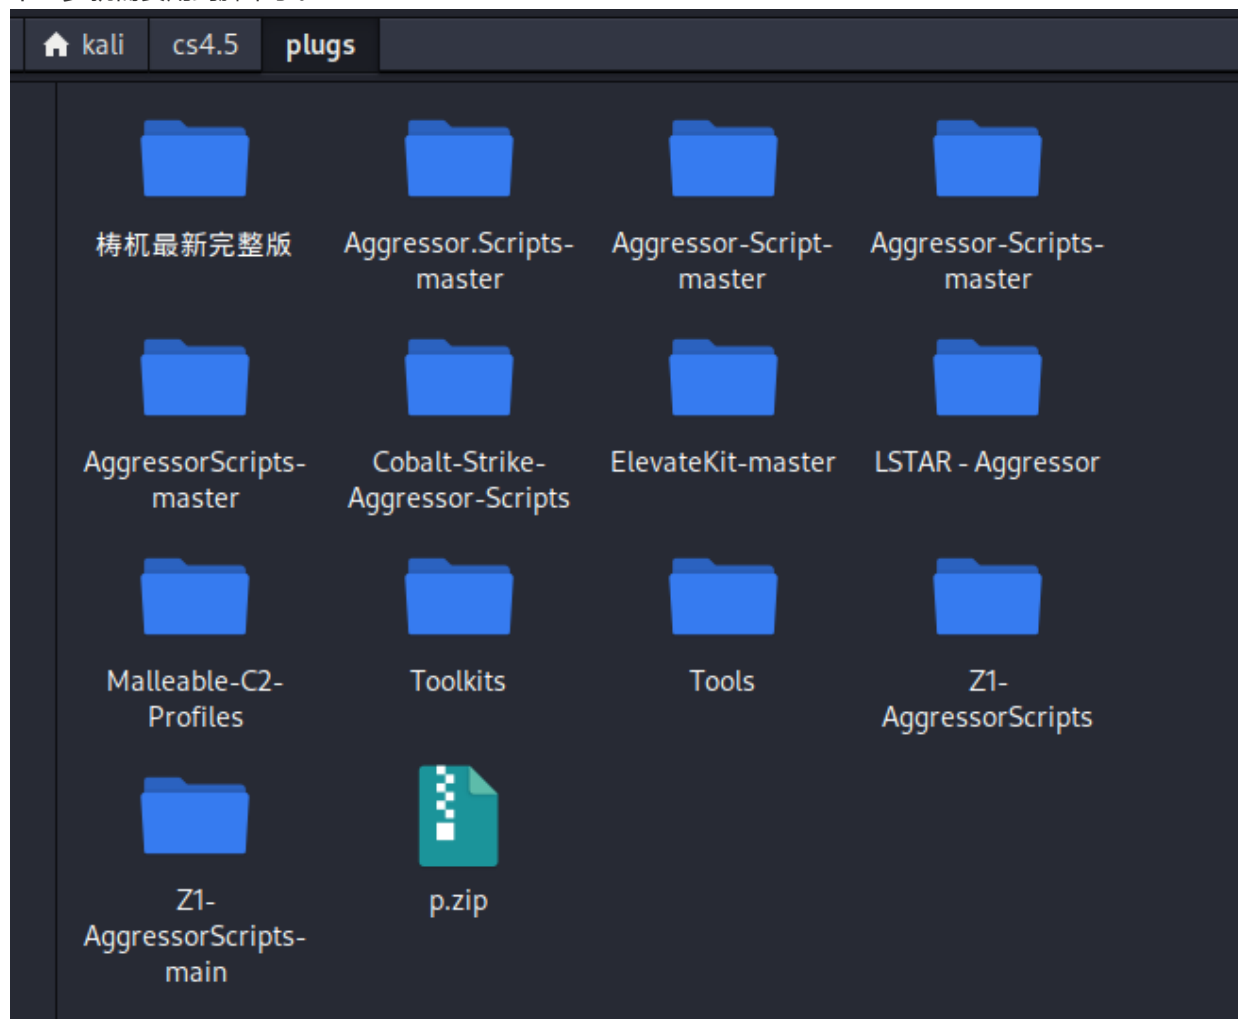 kali cs4.5 plugs
梼杌最新完整版 Aggressor.Scripts- Aggressor-Script- Aggressor-Scripts-
master master master
AggressorScripts- Cobalt-Strike- ElevateKit-master LSTAR - Aggressor
master Aggressor-Scripts
Malleable-C2- Toolkits Tools Z1-
Profiles AggressorScripts
Z1- p.zip
AggressorScripts-
main